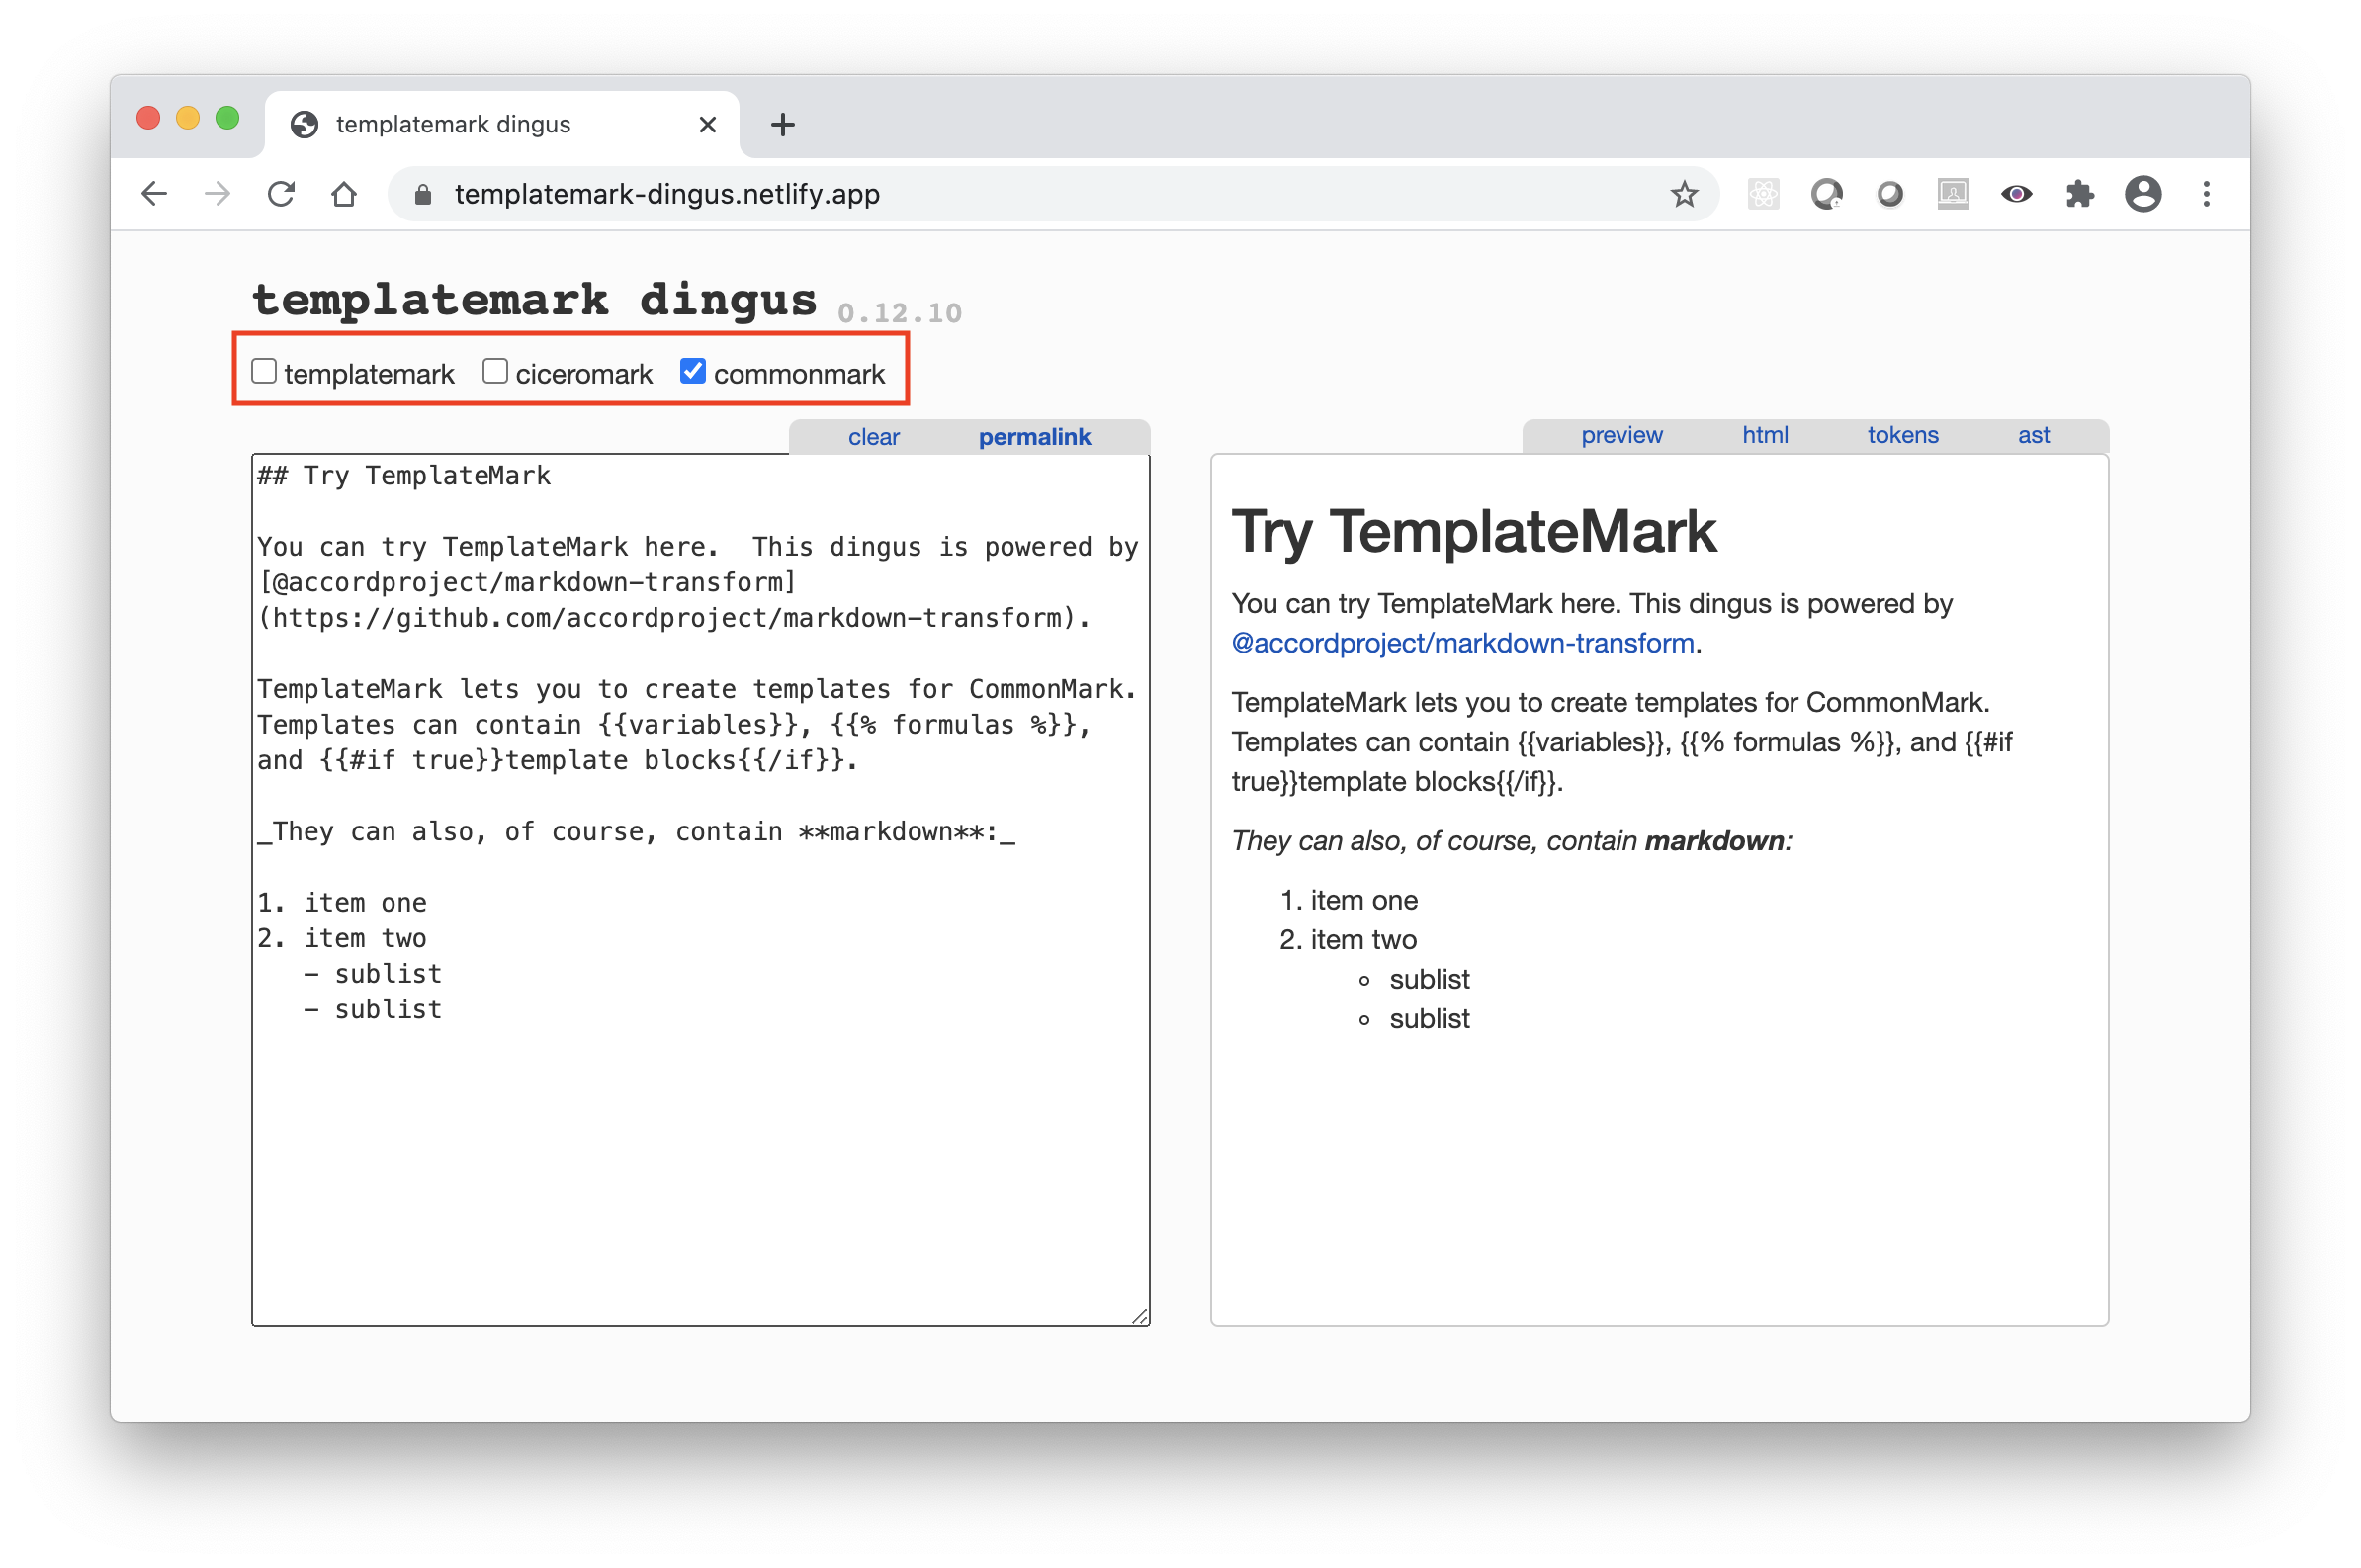 templatemark dingus
templatemark-dingus.netlify.app
templatemark dingus 0.12.10
templatemark ciceromark commonmark
clear permalink
## Try TemplateMark
You can try TemplateMark here.  This dingus is powered by
[@accordproject/markdown-transform]
(https://github.com/accordproject/markdown-transform).
TemplateMark lets you to create templates for CommonMark.
Templates can contain {{variables}}, {{% formulas %}},
and {{#if true}}template blocks{{/if}}.
_They can also, of course, contain **markdown**:_
1. item one
2. item two
   - sublist
   - sublist
preview html tokens ast
Try TemplateMark
You can try TemplateMark here. This dingus is powered by
@accordproject/markdown-transform.
TemplateMark lets you to create templates for CommonMark.
Templates can contain {{variables}}, {{% formulas %}}, and {{#if
true}}template blocks{{/if}}.
They can also, of course, contain markdown:
1. item one
2. item two
sublist
sublist